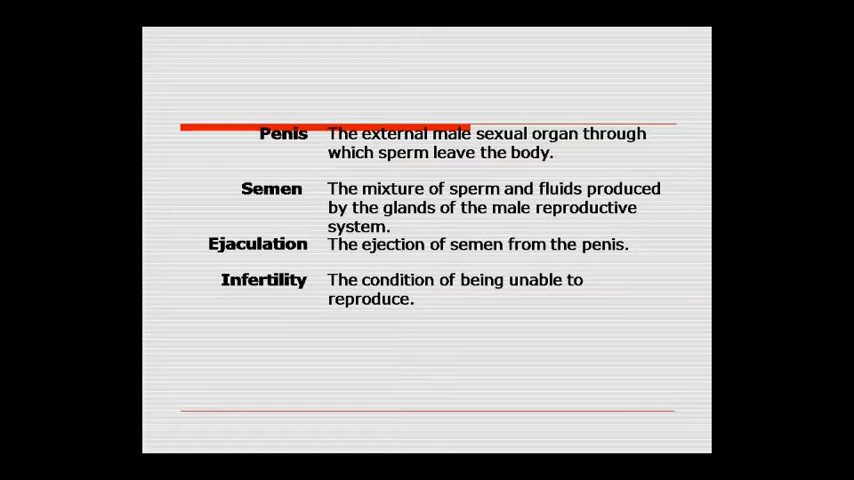 Penis The external male sexual organ through
which sperm leave the body.
Semen The mixture of sperm and fluids produced
by the glands of the male reproductive
system.
Ejaculation The ejection of semen from the penis.
Infertility The condition of being unable to
reproduce.